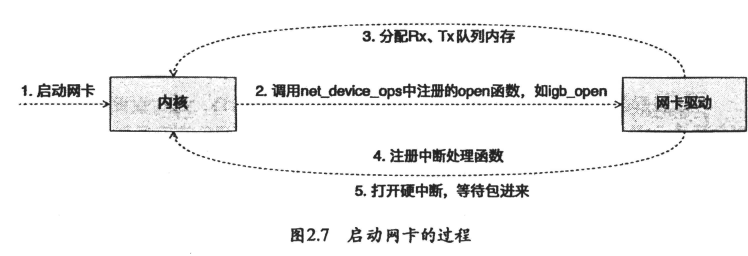 3. 分配Rx、Tx队列内存
1. 启动网卡
内核
2. 调用net_device_ops中注册的open函数，如igb_open
网卡驱动
4. 注册中断处理函数
5. 打开硬中断，等待包进来
图2.7 启动网卡的过程